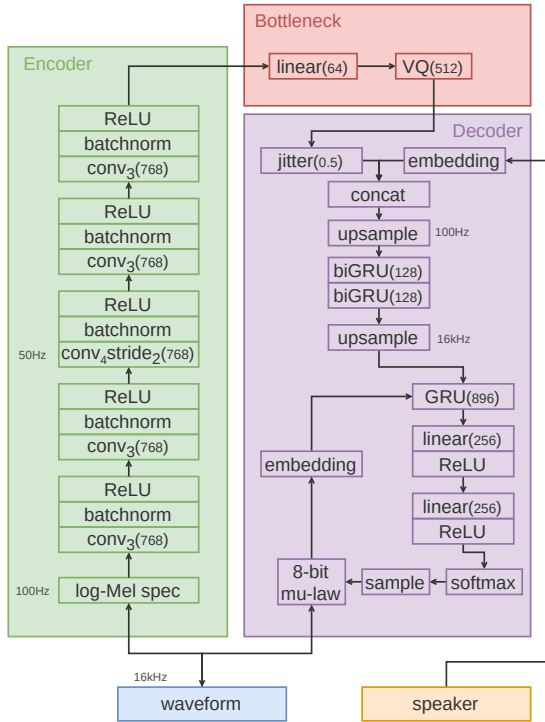 Bottleneck
linear(64)
VQ(512)
Encoder
ReLU
batchnorm
conv3(768)
ReLU
batchnorm
conv3(768)
ReLU
batchnorm
50Hz
conv4stride2(768)
ReLU
batchnorm
conv3(768)
ReLU
batchnorm
conv3(768)
100Hz
log-Mel spec
Decoder
jitter(0.5)
embedding
concat
upsample
100Hz
biGRU(128)
biGRU(128)
upsample
16kHz
GRU(896)
linear(256)
ReLU
embedding
linear(256)
ReLU
8-bit
mu-law
sample
softmax
16kHz
waveform
speaker